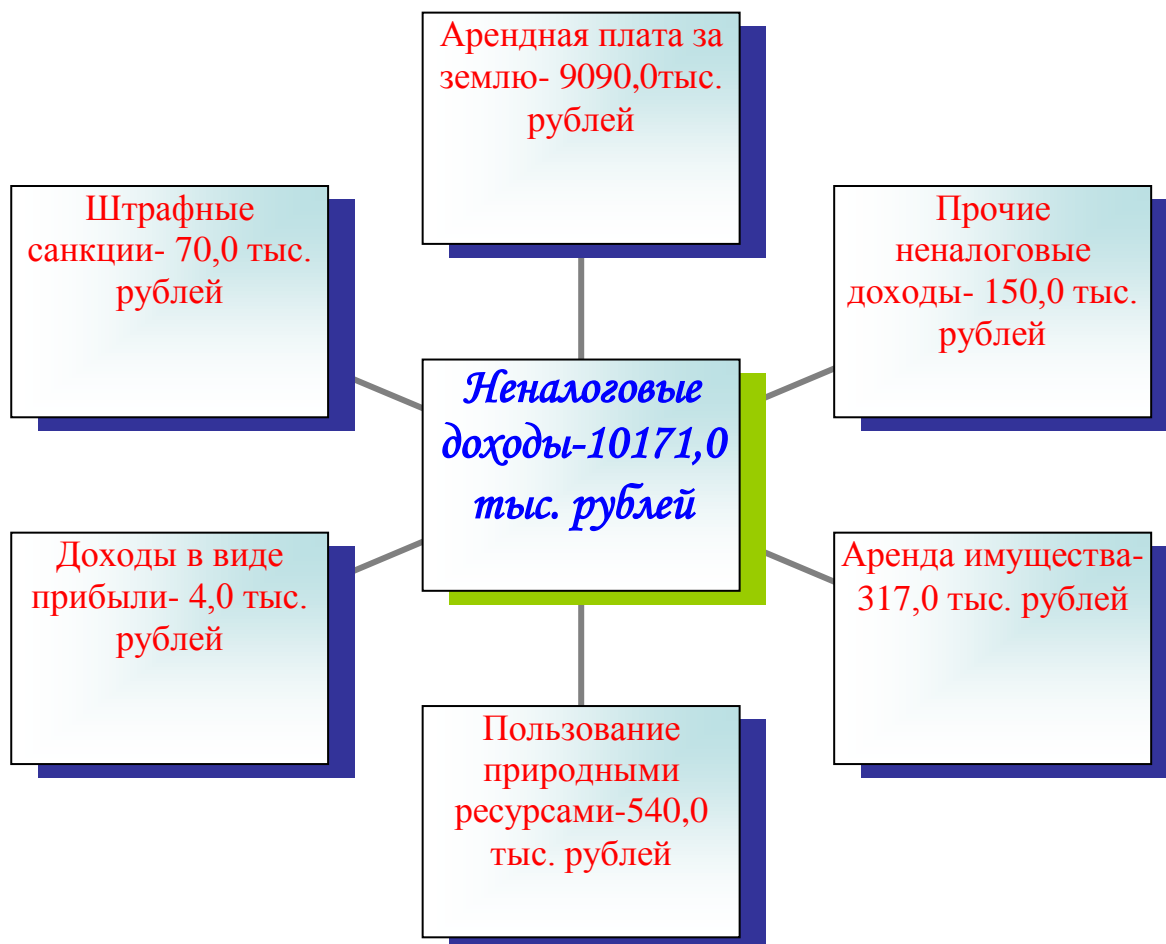 Арендная плата за
землю- 9090,0тыс.
рублей
Штрафные
санкции- 70,0 тыс.
рублей
Прочие
неналоговые
доходы- 150,0 тыс.
рублей
Неналоговые
доходы-10171,0
тыс. рублей
Доходы в виде
прибыли- 4,0 тыс.
рублей
Аренда имущества-
317,0 тыс. рублей
Пользование
природными
ресурсами-540,0
тыс. рублей